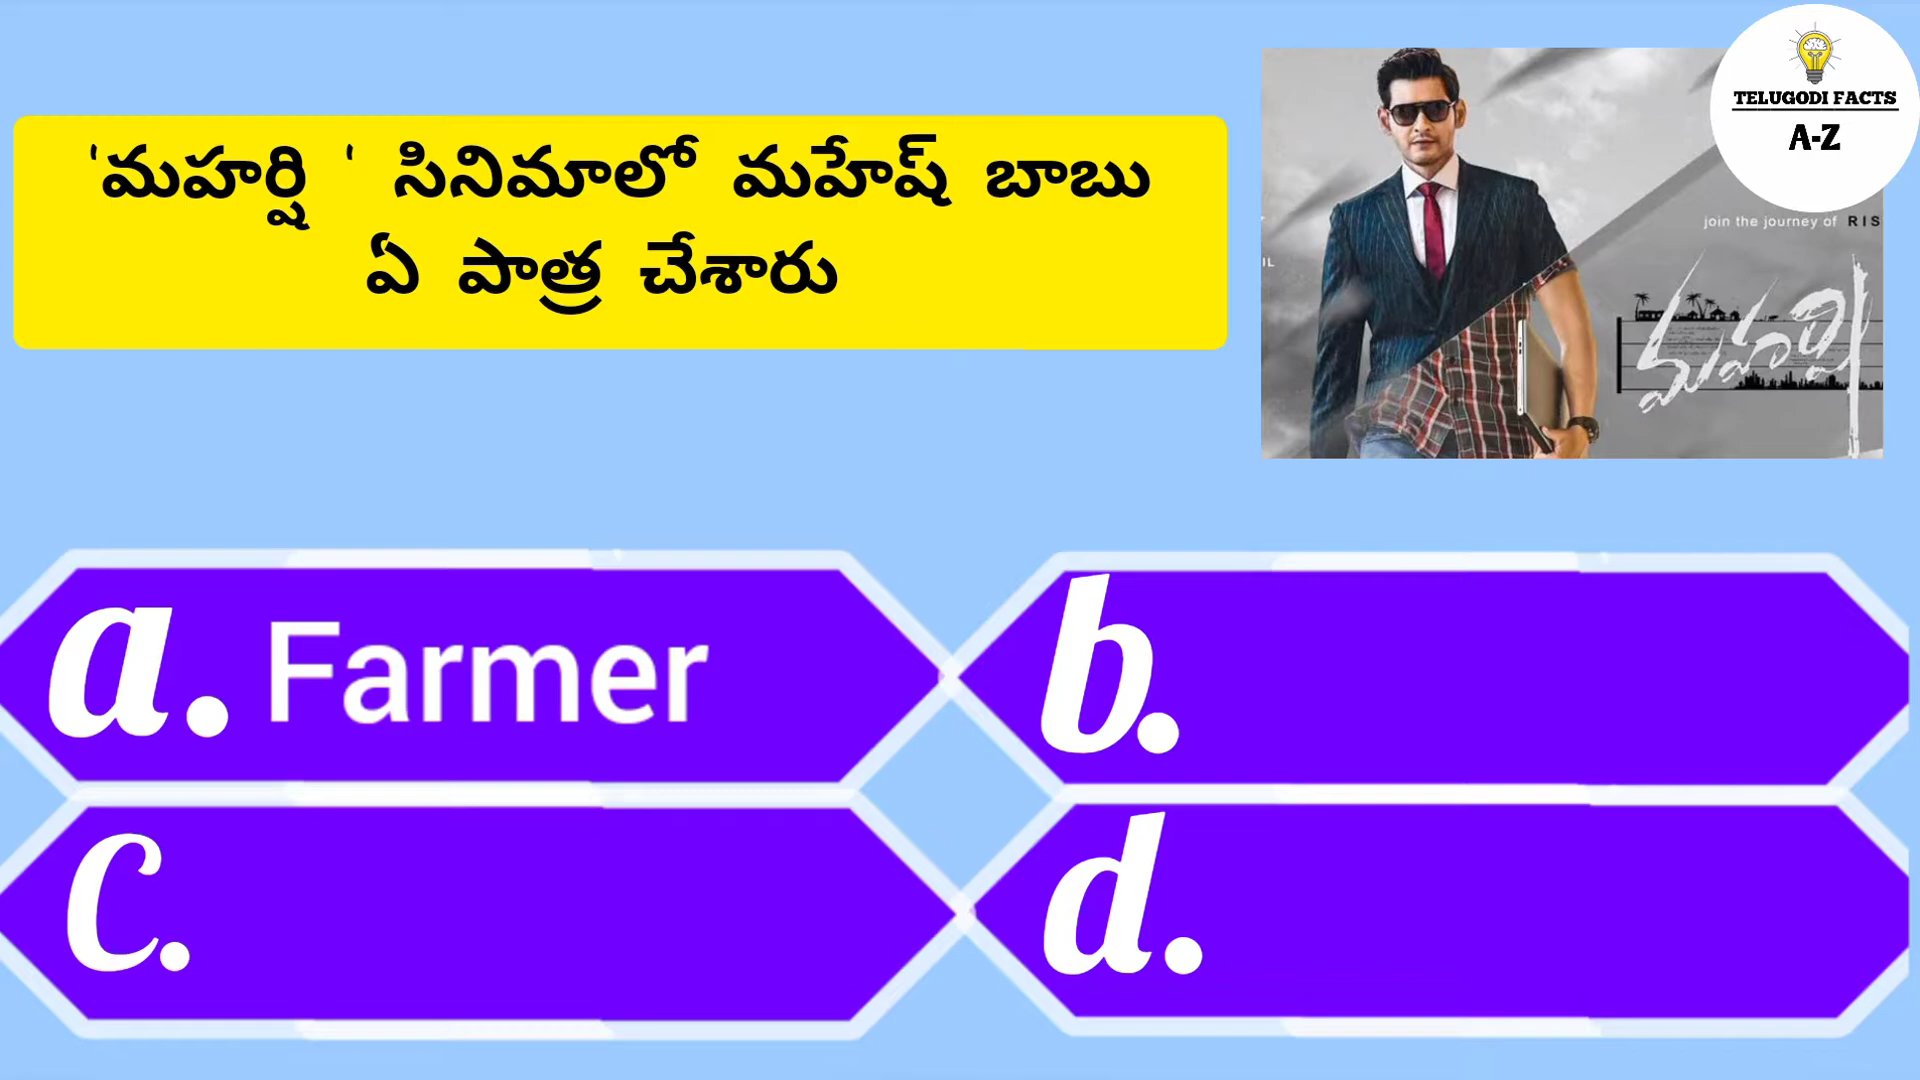 'మహర్షి ' సినిమాలో మహేష్ బాబు
ఏ పాత్ర చేశారు
TELUGODI FACTS
A-Z
join the journey of RIS
మహర్షి
a. Farmer
b.
c.
d.